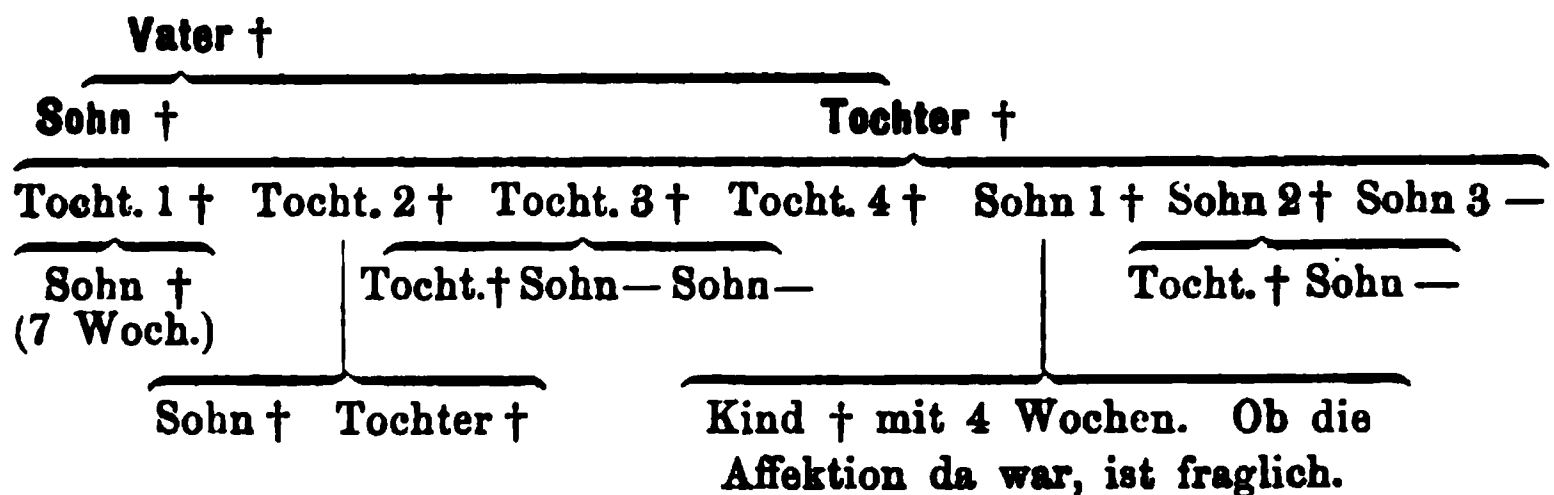 Vater †
Sohn † Tochter †
Tocht. 1 † Tocht. 2 † Tocht. 3 † Tocht. 4 † Sohn 1 † Sohn 2 † Sohn 3 —
Sohn † Tocht. † Sohn — Sohn — Tocht. † Sohn —
(7 Woch.)
Sohn † Tochter † Kind † mit 4 Wochen. Ob die
Affektion da war, ist fraglich.